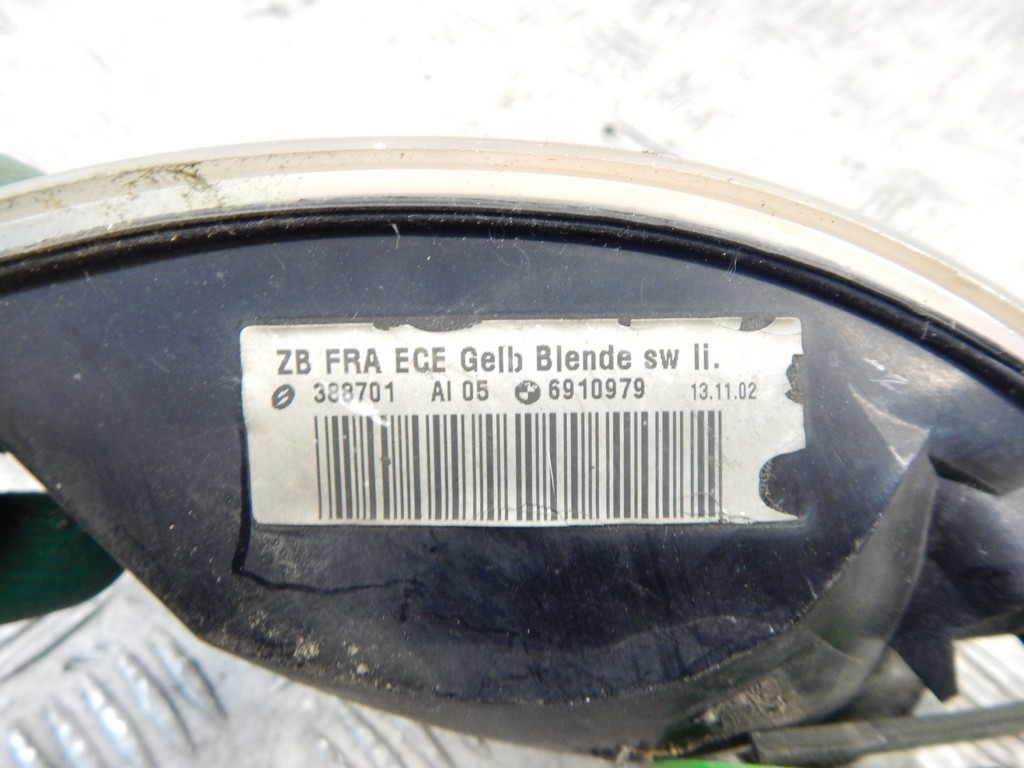 ZB FRA ECE Gelb Blende sw li.
388701 AI 05 6910979 13.11.02